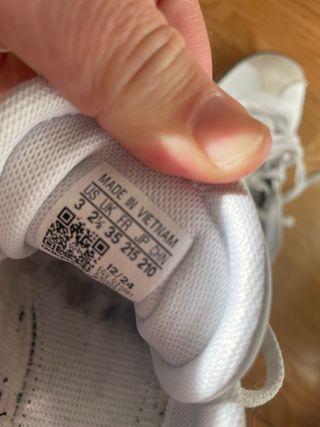 MADE IN VIETNAM
US UK FR JP CHN
3 2½ 35 215 210
12/24